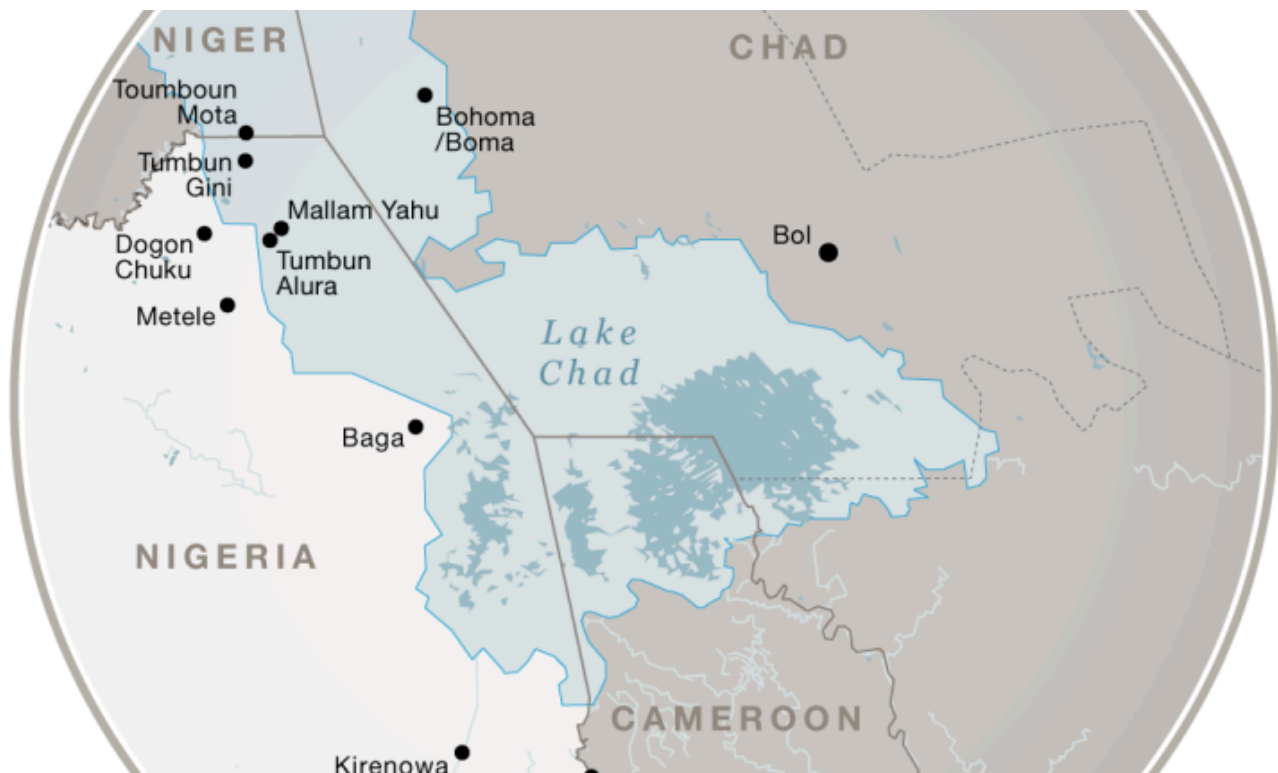 NIGER
CHAD
Toumboun
Mota
Bohoma
/Boma
Tumbun
Gini
Mallam Yahu
Dogon
Chuku
Tumbun
Alura
Bol
Metele
Lake
Chad
Baga
NIGERIA
CAMEROON
Kirenowa